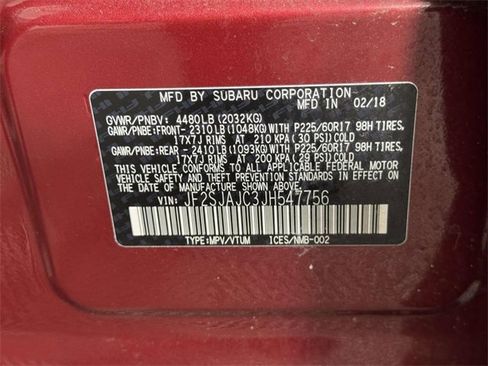 MFD BY SUBARU CORPORATION
MFD IN 02/18
GVWR/PNBV: 4480LB (2032KG)
GAWR/PNBE:FRONT- 2310LB(1048KG)WITH P225/60R17 98H TIRES,
17X7J RIMS AT 210 KPA (30 PSI)COLD
GAWR/PNBE:REAR - 2410LB(1093KG)WITH P225/60R17 98H TIRES,
17X7J RIMS AT 200 KPA (29 PSI)COLD
THIS VEHICLE CONFORMS TO ALL APPLICABLE FEDERAL MOTOR
VEHICLE SAFETY AND THEFT PREVENTION STANDARDS IN
EFFECT ON THE DATE OF MANUFACTURE SHOWN ABOVE.
VIN: JF2SJAJC3JH547756
TYPE:MPV/VTUM ICES/NMB-002